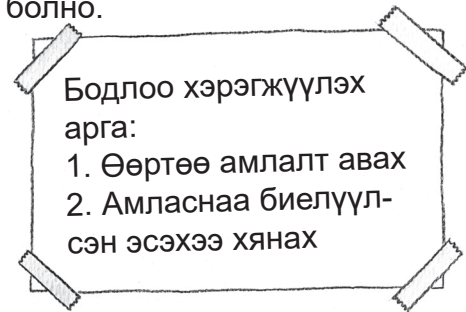 болно.
Бодлоо хэрэгжүүлэх
арга:
1. Өөртөө амлалт авах
2. Амласнаа биелүүл-
сэн эсэхээ хянах